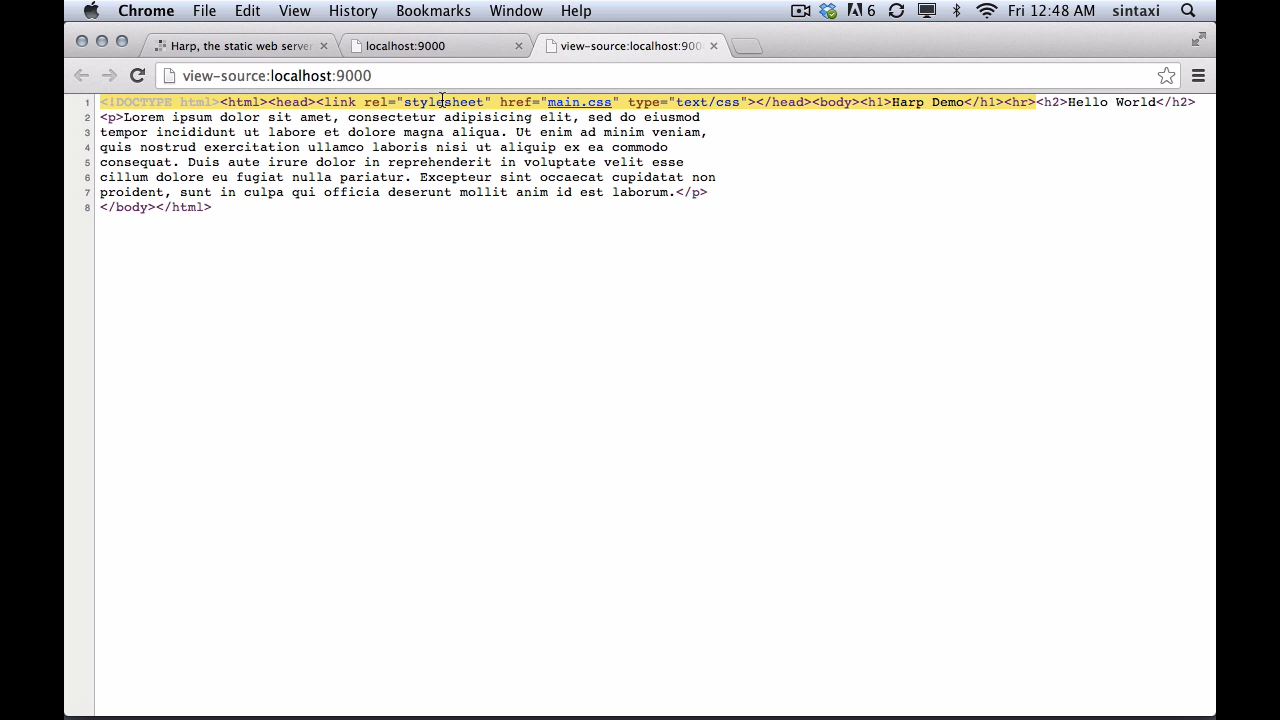 Chrome File Edit View History Bookmarks Window Help 6 Fri 12:48 AM sintaxi
Harp, the static web server localhost:9000 view-source:localhost:900
view-source:localhost:9000
1 <!DOCTYPE html><html><head><link rel="stylesheet" href="main.css" type="text/css"></head><body><h1>Harp Demo</h1><hr><h2>Hello World</h2>
2 <p>Lorem ipsum dolor sit amet, consectetur adipisicing elit, sed do eiusmod
3 tempor incididunt ut labore et dolore magna aliqua. Ut enim ad minim veniam,
4 quis nostrud exercitation ullamco laboris nisi ut aliquip ex ea commodo
5 consequat. Duis aute irure dolor in reprehenderit in voluptate velit esse
6 cillum dolore eu fugiat nulla pariatur. Excepteur sint occaecat cupidatat non
7 proident, sunt in culpa qui officia deserunt mollit anim id est laborum.</p>
8 </body></html>